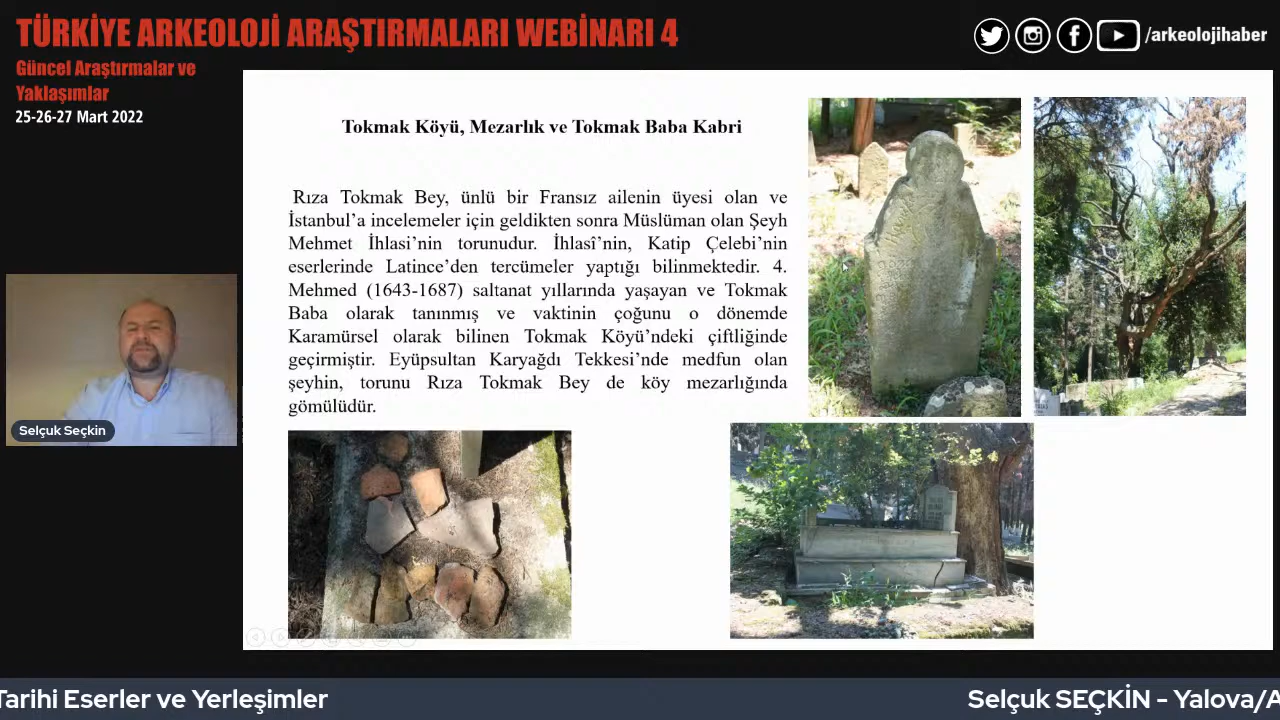 TÜRKİYE ARKEOLOJİ ARAŞTIRMALARI WEBİNARI 4
/arkeolojihaber
Güncel Araştırmalar ve
Yaklaşımlar
25-26-27 Mart 2022
Tokmak Köyü, Mezarlık ve Tokmak Baba Kabri
Rıza Tokmak Bey, ünlü bir Fransız ailenin üyesi olan ve
İstanbul’a incelemeler için geldikten sonra Müslüman olan Şeyh
Mehmet İhlasi’nin torunudur. İhlasî’nin, Katip Çelebi’nin
eserlerinde Latince’den tercümeler yaptığı bilinmektedir. 4.
Mehmed (1643-1687) saltanat yıllarında yaşayan ve Tokmak
Baba olarak tanınmış ve vaktinin çoğunu o dönemde
Karamürsel olarak bilinen Tokmak Köyü’ndeki çiftliğinde
geçirmiştir. Eyüpsultan Karyağdı Tekkesi’nde medfun olan
şeyhin, torunu Rıza Tokmak Bey de köy mezarlığında
gömülüdür.
Selçuk Seçkin
Tarihi Eserler ve Yerleşimler
Selçuk SEÇKİN - Yalova/A